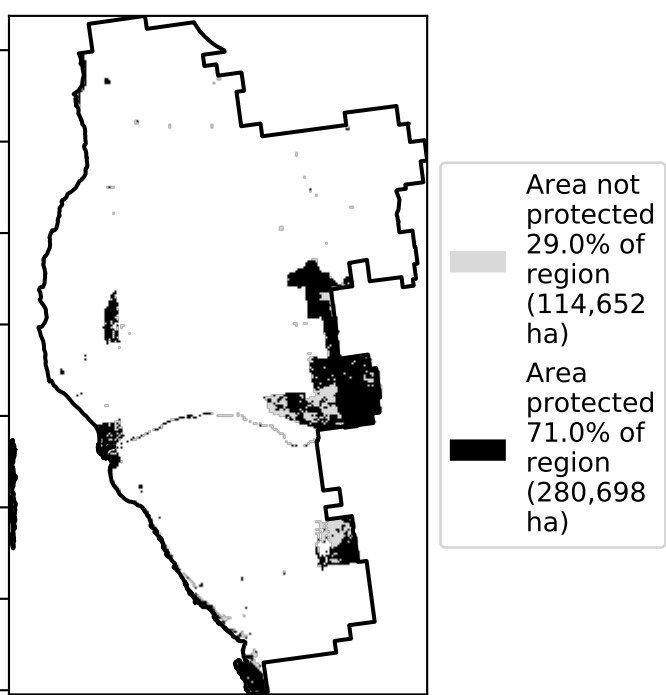 Area not
protected
29.0% of
region
(114,652
ha)
Area
protected
71.0% of
region
(280,698
ha)